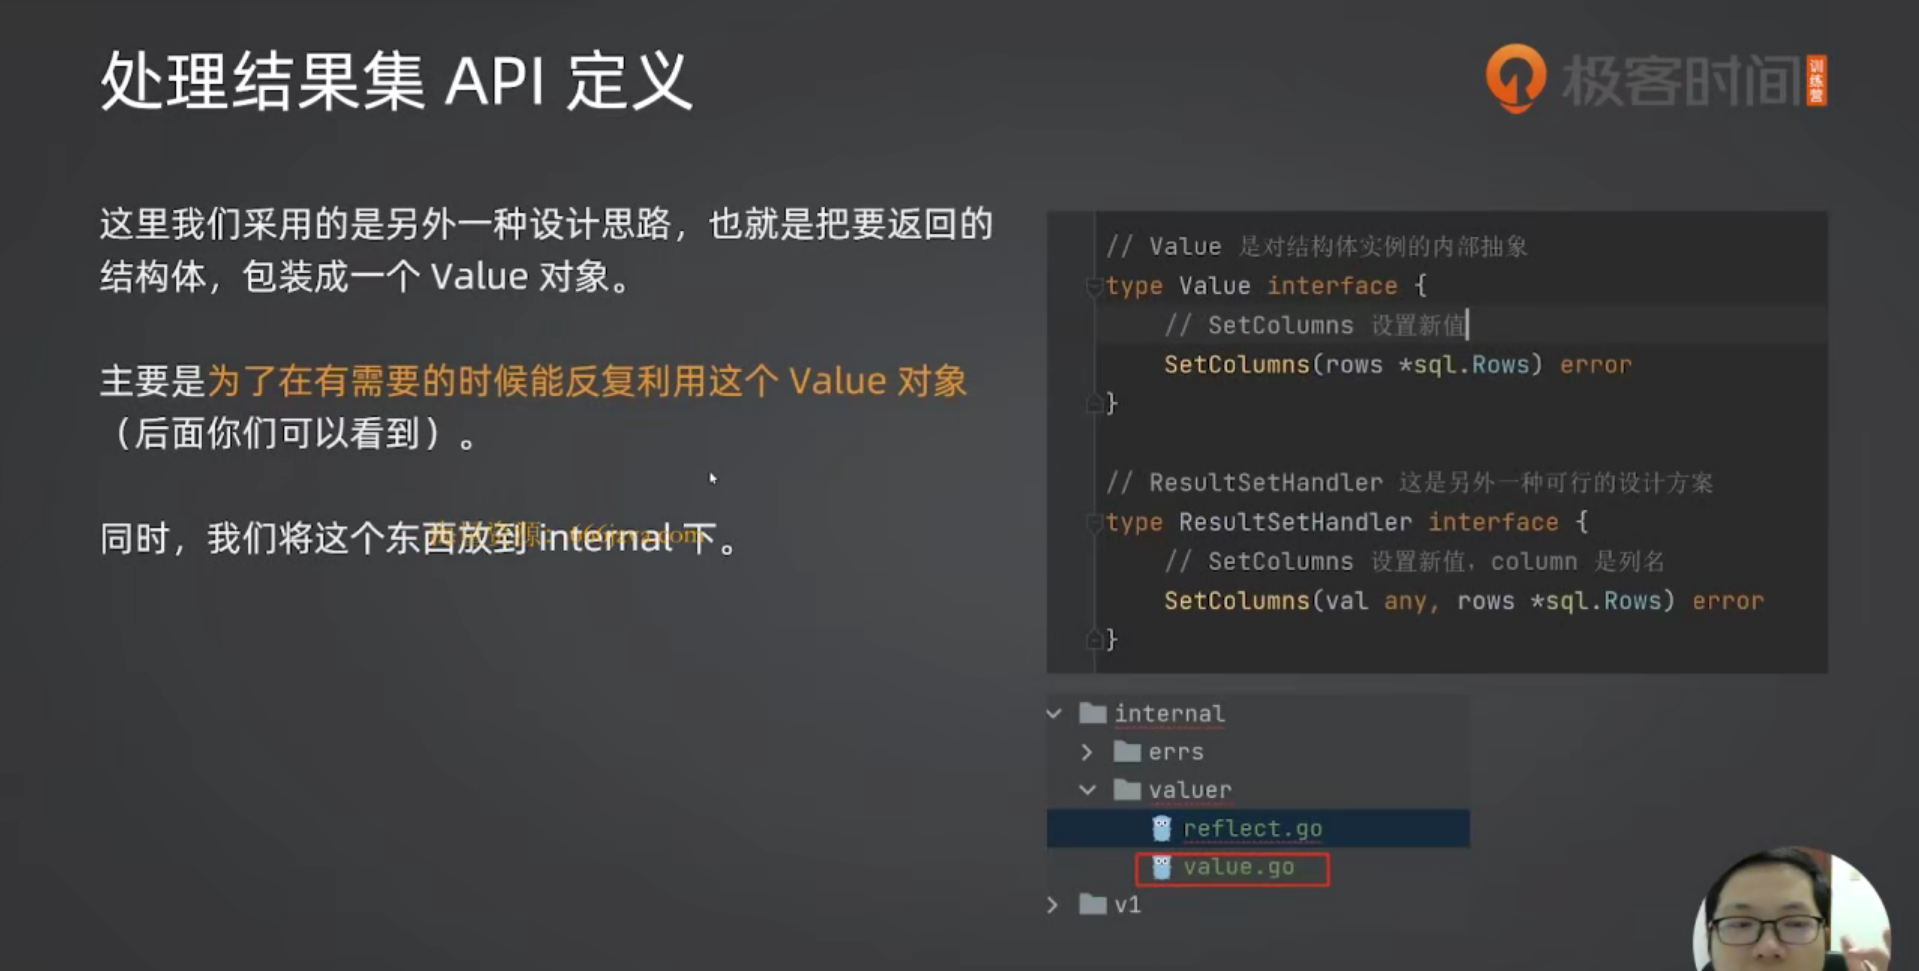 处理结果集 API 定义
极客时间
训练营
这里我们采用的是另外一种设计思路，也就是把要返回的
结构体，包装成一个 Value 对象。
主要是为了在有需要的时候能反复利用这个 Value 对象
（后面你们可以看到）。
同时，我们将这个东西放到 internal 下。
// Value 是对结构体实例的内部抽象
type Value interface {
// SetColumns 设置新值
SetColumns(rows *sql.Rows) error
}
// ResultSetHandler 这是另外一种可行的设计方案
type ResultSetHandler interface {
// SetColumns 设置新值，column 是列名
SetColumns(val any, rows *sql.Rows) error
}
internal
errs
valuer
reflect.go
value.go
v1